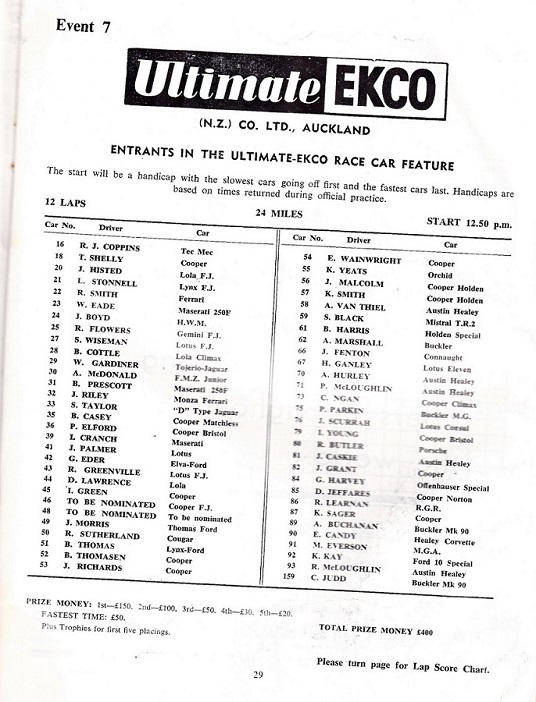 Event 7
Ultimate EKCO
(N.Z.) CO. LTD., AUCKLAND
ENTRANTS IN THE ULTIMATE-EKCO RACE CAR FEATURE
The start will be a handicap with the slowest cars going off first and the fastest cars last. Handicaps are
based on times returned during official practice.
12 LAPS 24 MILES START 12.50 p.m.
Car No. Driver Car
16 R. J. COPPINS Tec Mec
18 T. SHELLY Cooper
20 J. HISTED Lola F.J.
21 L. STONNELL Lynx F.J.
22 R. SMITH Ferrari
23 W. EADE Maserati 250F
24 J. BOYD H.W.M.
25 R. FLOWERS Gemini F.J.
27 S. WISEMAN Lotus F.J.
28 B. COTTLE Lola Climax
29 W. GARDINER Tojerio-Jaguar
30 A. McDONALD F.M.Z. Junior
31 B. PRESCOTT Maserati 250F
32 J. RILEY Monza Ferrari
33 S. TAYLOR "D" Type Jaguar
35 B. CASEY Cooper Matchless
36 P. ELFORD Cooper Bristol
39 I. CRANCH Maserati
41 J. PALMER Lotus
42 G. EDER Elva-Ford
43 R. GREENVILLE Lotus F.J.
44 D. LAWRENCE Lola
45 I. GREEN Cooper
46 TO BE NOMINATED Cooper F.J.
48 TO BE NOMINATED To be nominated
49 J. MORRIS Thomas Ford
50 R. SUTHERLAND Cougar
51 B. THOMAS Lynx-Ford
52 B. THOMASEN Cooper
53 J. RICHARDS Cooper
Car No. Driver Car
54 E. WAINWRIGHT Cooper
55 K. YEATS Orchid
56 J. MALCOLM Cooper Holden
57 K. SMITH Cooper Holden
58 A. VAN THIEL Austin Healey
59 S. BLACK Mistral T.R.2
61 B. HARRIS Holden Special
62 A. MARSHALL Buckler
66 J. FENTON Connaught
67 H. GANLEY Lotus Eleven
70 A. HURLEY Austin Healey
71 P. McLOUGHLIN Austin Healey
73 C. NGAN Cooper Climax
75 P. PARKIN Buckler M.G.
76 J. SCURRAH Lotus Consul
79 I. YOUNG Cooper Bristol
80 R. BUTLER Porsche
81 J. CASKIE Austin Healey
82 J. GRANT Cooper
84 G. HARVEY Offenhauser Special
85 D. JEFFARES Cooper Norton
86 R. LEARNAN R.G.R.
87 K. SAGER Cooper
89 A. BUCHANAN Buckler Mk 90
90 E. CANDY Healey Corvette
91 M. EVERSON M.G.A.
92 K. KAY Ford 10 Special
93 R. McLOUGHLIN Austin Healey
159 C. JUDD Buckler Mk 90
PRIZE MONEY: 1st—£150. 2nd—£100. 3rd—£50. 4th—£30. 5th—£20.
FASTEST TIME: £50.
Plus Trophies for first five placings.
TOTAL PRIZE MONEY £400
Please turn page for Lap Score Chart.
29